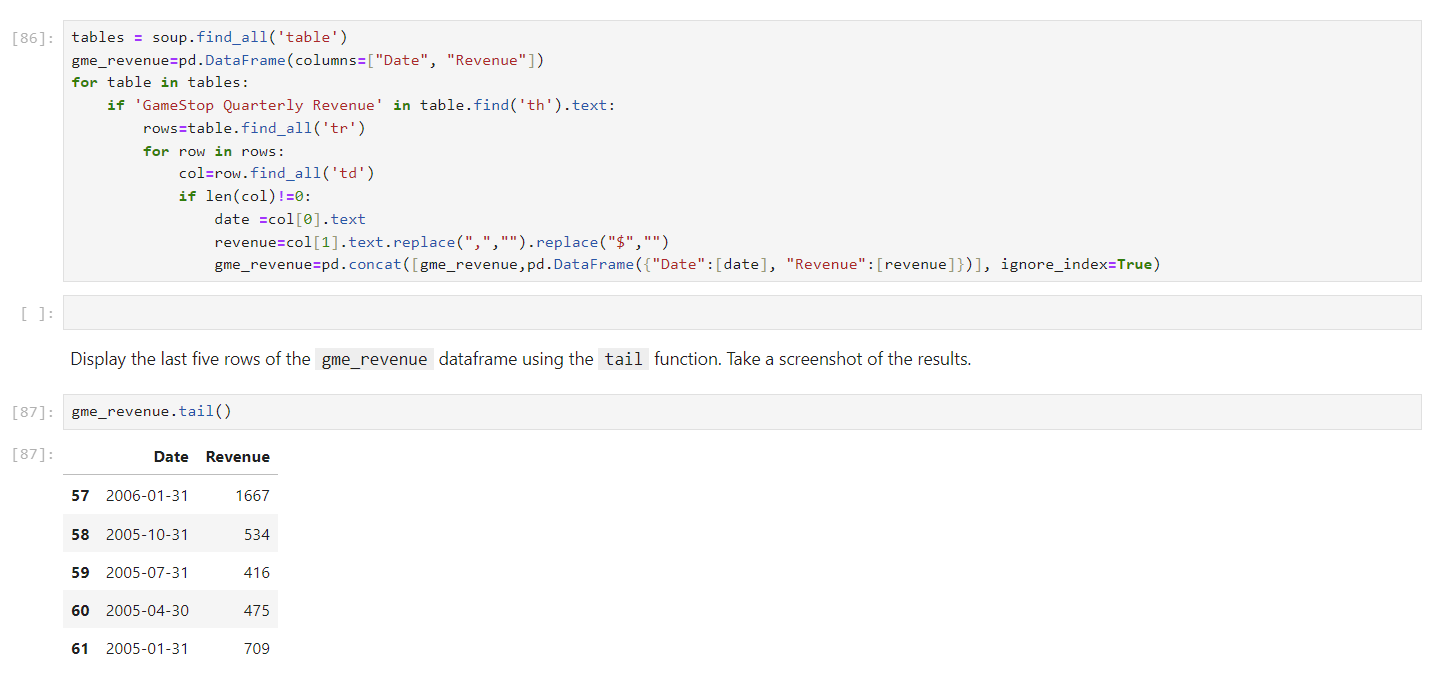 [86]: tables = soup.find_all('table')
gme_revenue=pd.DataFrame(columns=["Date", "Revenue"])
for table in tables:
    if 'GameStop Quarterly Revenue' in table.find('th').text:
        rows=table.find_all('tr')
        for row in rows:
            col=row.find_all('td')
            if len(col)!=0:
                date =col[0].text
                revenue=col[1].text.replace(",","").replace("$","")
                gme_revenue=pd.concat([gme_revenue,pd.DataFrame({"Date":[date], "Revenue":[revenue]})], ignore_index=True)
[ ]:
Display the last five rows of the gme_revenue dataframe using the tail function. Take a screenshot of the results.
[87]: gme_revenue.tail()
[87]: Date Revenue
57 2006-01-31 1667
58 2005-10-31 534
59 2005-07-31 416
60 2005-04-30 475
61 2005-01-31 709